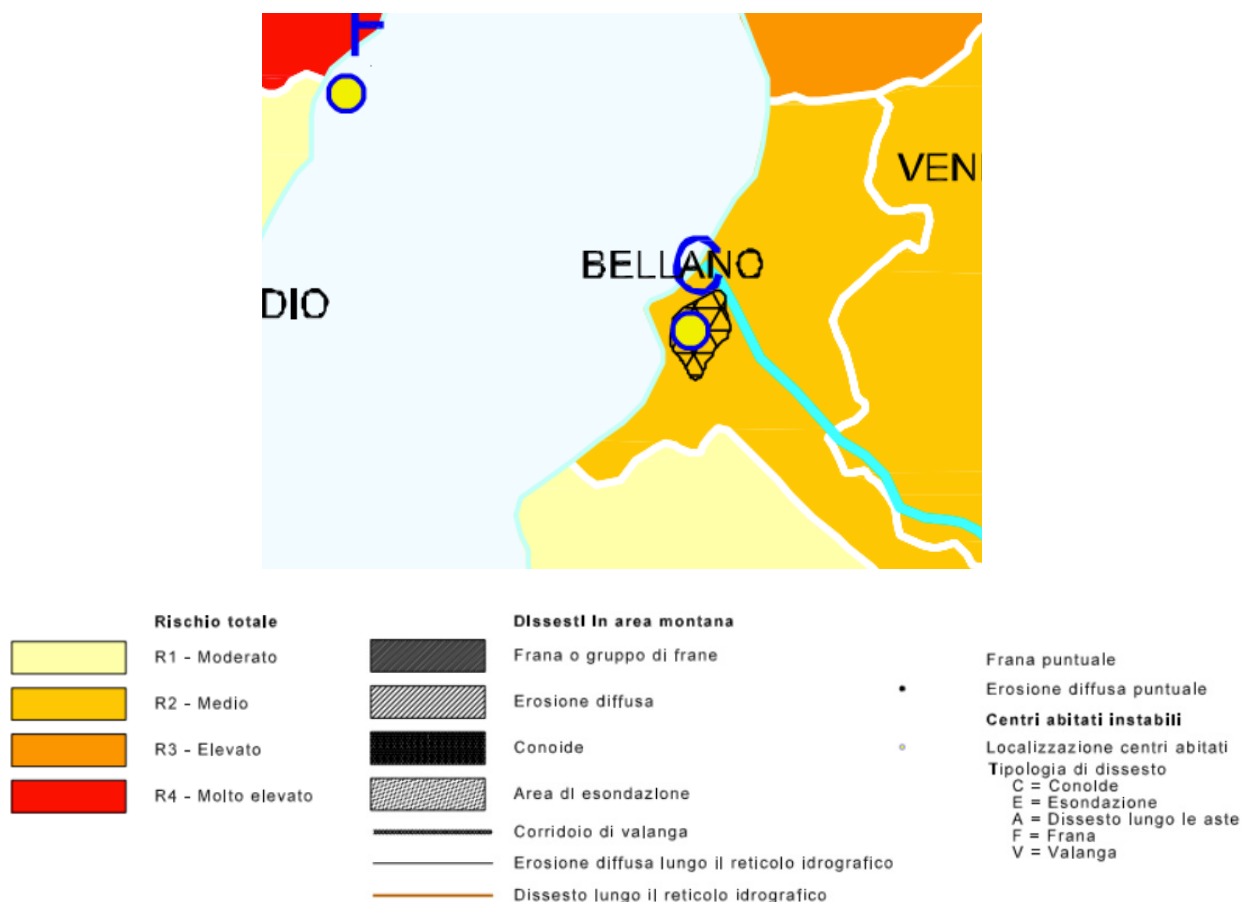 F
VEN
BELLANO
C
DIO
Rischio totale
R1 - Moderato
R2 - Medio
R3 - Elevato
R4 - Molto elevato
Dissesti in area montana
Frana o gruppo di frane
Erosione diffusa
Conoide
Area di esondazione
Corridoio di valanga
Erosione diffusa lungo il reticolo idrografico
Dissesto lungo il reticolo idrografico
Frana puntuale
Erosione diffusa puntuale
Centri abitati instabili
Localizzazione centri abitati
Tipologia di dissesto
C = Conoide
E = Esondazione
A = Dissesto lungo le aste
F = Frana
V = Valanga